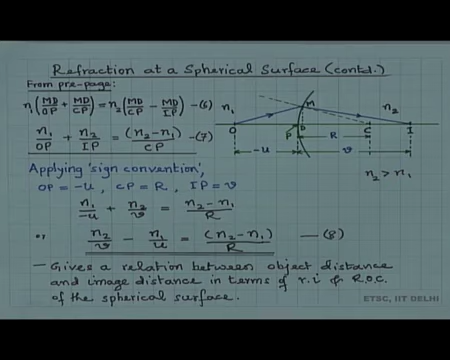 Refraction at a Spherical Surface (contd.)
From pre-page:
n₁(MD/OP + MD/CP) = n₂(MD/CP − MD/IP) —(6)
n₁/OP + n₂/IP = (n₂−n₁)/CP —(7)
Applying 'sign convention',
OP = −u, CP = R, IP = v
n₁/−u + n₂/v = n₂−n₁/R
or n₂/v − n₁/u = (n₂−n₁)/R —(8)
— Gives a relation between object distance
and image distance in terms of r.i & R.O.C.
of the spherical surface.
n₁ M n₂
O P D C I
R
−u v
n₂ > n₁
ETSC, IIT DELHI